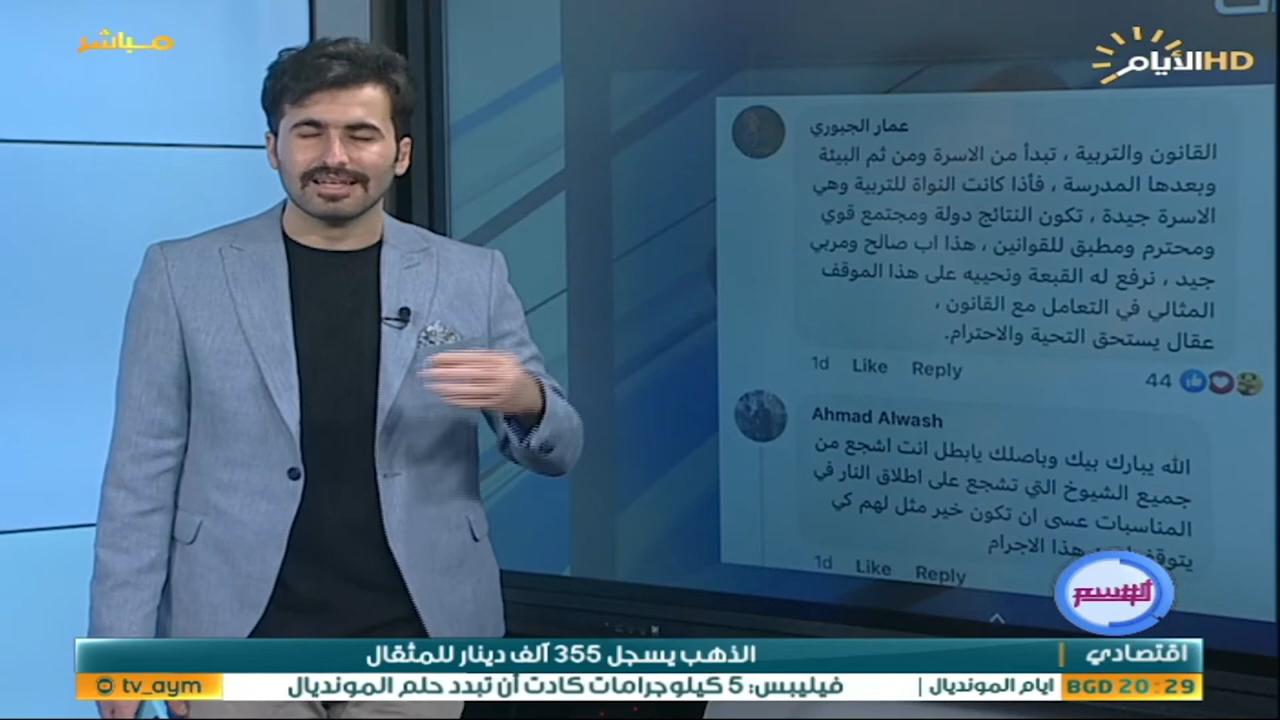 مباشر
الأيام HD
عمار الجبوري
القانون والتربية ، تبدأ من الاسرة ومن ثم البيئة
وبعدها المدرسة ، فأذا كانت النواة للتربية وهي
الاسرة جيدة ، تكون النتائج دولة ومجتمع قوي
ومحترم ومطبق للقوانين ، هذا اب صالح ومربي
جيد ، نرفع له القبعة ونحييه على هذا الموقف
المثالي في التعامل مع القانون ،
عقال يستحق التحية والاحترام.
1d Like Reply 44
Ahmad Alwash
الله يبارك بيك وباصلك يابطل انت اشجع من
جميع الشيوخ التي تشجع على اطلاق النار في
المناسبات عسى ان تكون خير مثل لهم كي
هذا الاجرام
1d Like Reply
اقتصادي | الذهب يسجل 355 ألف دينار للمثقال
BGD 20:29 ايام المونديال | فيليبس: 5 كيلوجرامات كادت أن تبدد حلم المونديال tv_aym